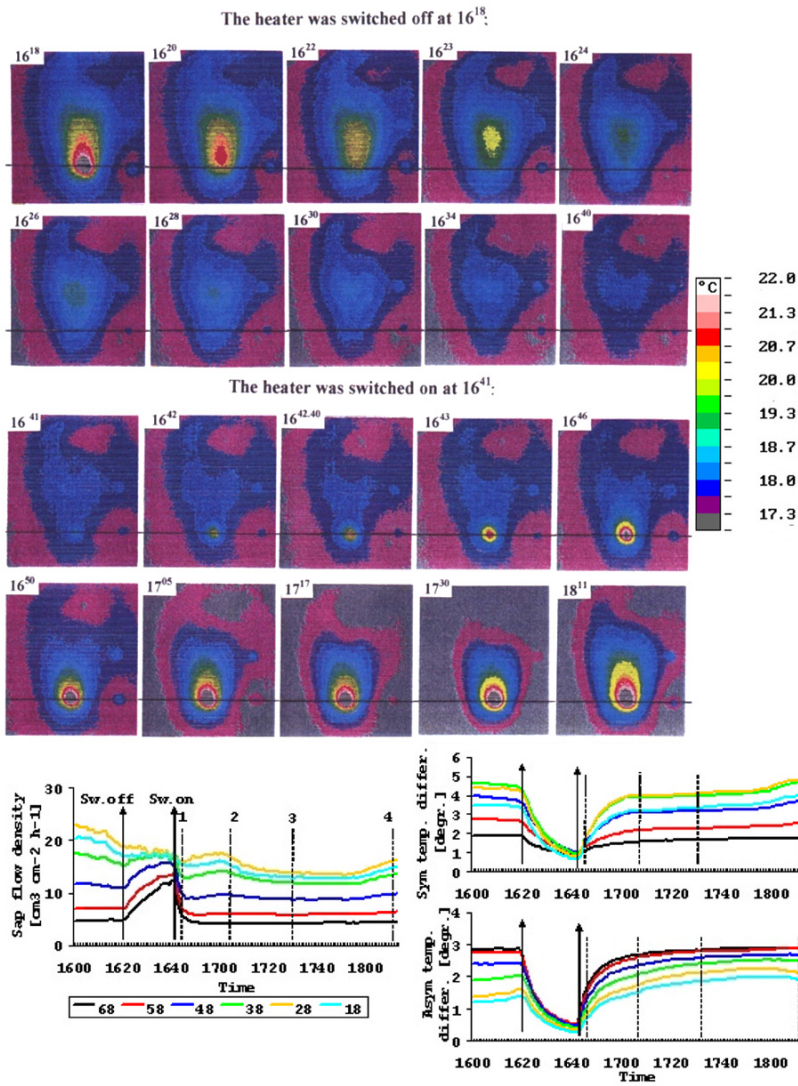 The heater was switched off at 16¹⁸:
16¹⁸ 16²⁰ 16²² 16²³ 16²⁴
16²⁶ 16²⁸ 16³⁰ 16³⁴ 16⁴⁰
°C
22.0
21.3
20.7
20.0
19.3
18.7
18.0
17.3
The heater was switched on at 16⁴¹:
16⁴¹ 16⁴² 16⁴²·⁴⁰ 16⁴³ 16⁴⁶
16⁵⁰ 17⁰⁵ 17¹⁷ 17³⁰ 18¹¹
Sap flow density
[cm3 cm-2 h-1]
30
20
10
0
Sw.off Sw.on
1 2 3 4
1600 1620 1640 1700 1720 1740 1800
Time
68 58 48 38 28 18
Sym temp. differ.
[degr.]
6
5
4
3
2
1
0
1600 1620 1640 1700 1720 1740 1800
Asym temp.
differ. [degr.]
4
3
2
1
0
1600 1620 1640 1700 1720 1740 1800
Time